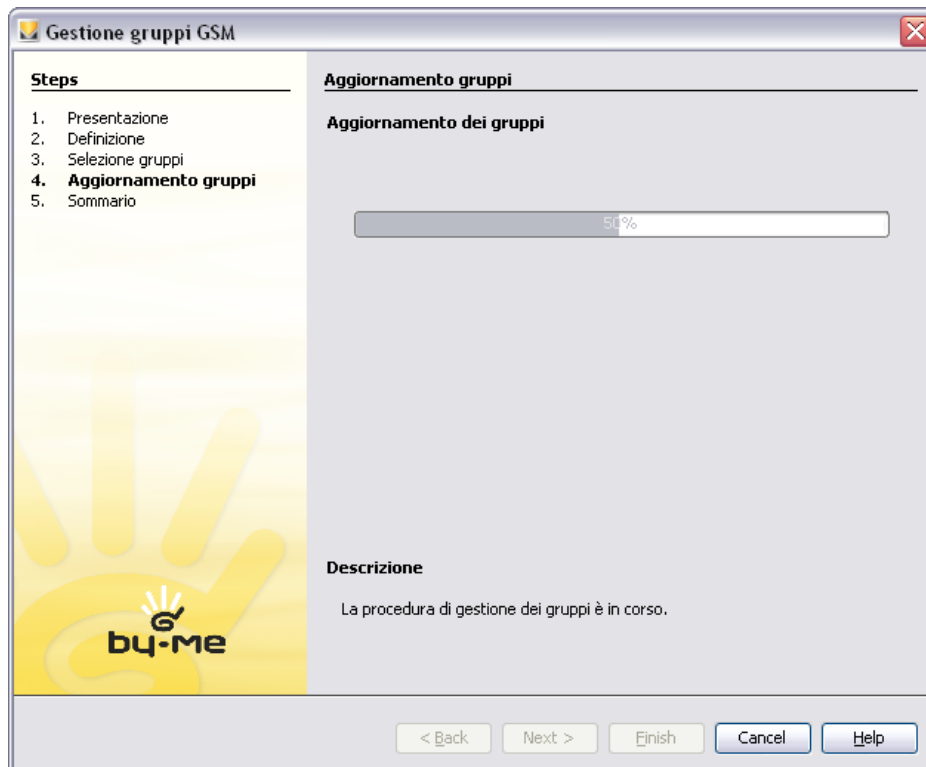 Gestione gruppi GSM
Steps
1. Presentazione
2. Definizione
3. Selezione gruppi
4. Aggiornamento gruppi
5. Sommario
by-me
Aggiornamento gruppi
Aggiornamento dei gruppi
50%
Descrizione
La procedura di gestione dei gruppi è in corso.
< Back Next > Finish Cancel Help